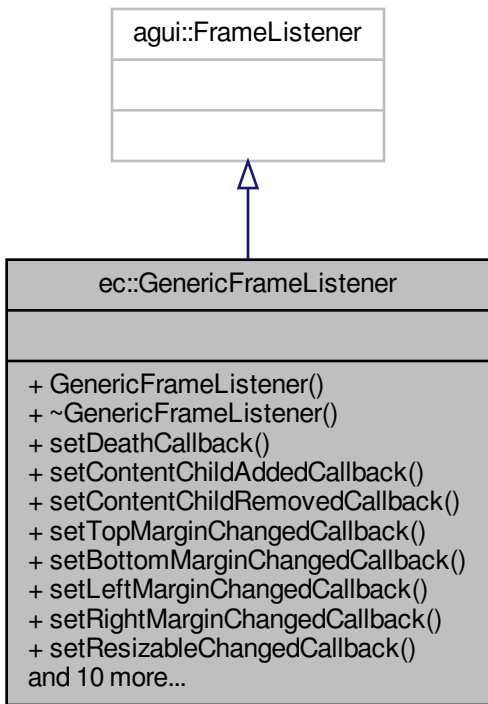 agui::FrameListener
ec::GenericFrameListener
+ GenericFrameListener()
+ ~GenericFrameListener()
+ setDeathCallback()
+ setContentChildAddedCallback()
+ setContentChildRemovedCallback()
+ setTopMarginChangedCallback()
+ setBottomMarginChangedCallback()
+ setLeftMarginChangedCallback()
+ setRightMarginChangedCallback()
+ setResizableChangedCallback()
and 10 more...